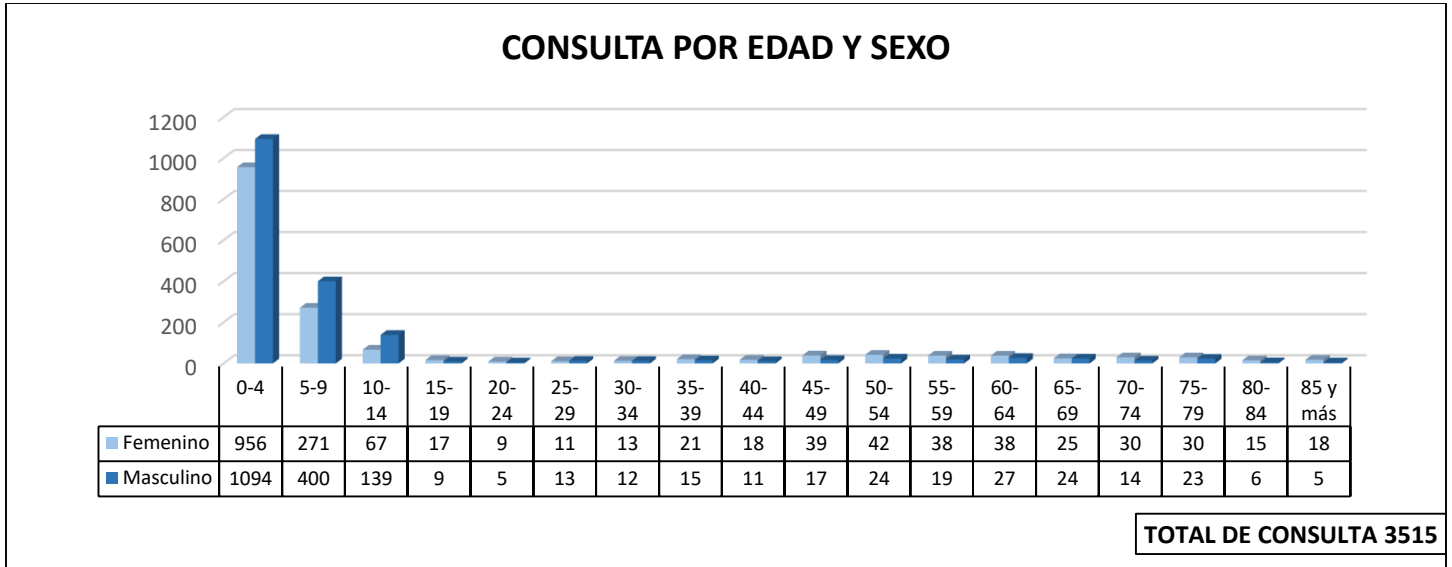 CONSULTA POR EDAD Y SEXO
1200
1000
800
600
400
200
0
0-4 5-9 10-14 15-19 20-24 25-29 30-34 35-39 40-44 45-49 50-54 55-59 60-64 65-69 70-74 75-79 80-84 85 y más
Femenino 956 271 67 17 9 11 13 21 18 39 42 38 38 25 30 30 15 18
Masculino 1094 400 139 9 5 13 12 15 11 17 24 19 27 24 14 23 6 5
TOTAL DE CONSULTA 3515